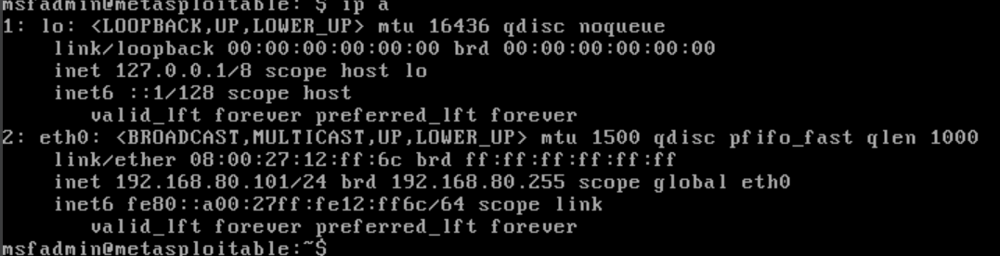 msfadmin@metasploitable:~$ ip a
1: lo: <LOOPBACK,UP,LOWER_UP> mtu 16436 qdisc noqueue
    link/loopback 00:00:00:00:00:00 brd 00:00:00:00:00:00
    inet 127.0.0.1/8 scope host lo
    inet6 ::1/128 scope host
       valid_lft forever preferred_lft forever
2: eth0: <BROADCAST,MULTICAST,UP,LOWER_UP> mtu 1500 qdisc pfifo_fast qlen 1000
    link/ether 08:00:27:12:ff:6c brd ff:ff:ff:ff:ff:ff
    inet 192.168.80.101/24 brd 192.168.80.255 scope global eth0
    inet6 fe80::a00:27ff:fe12:ff6c/64 scope link
       valid_lft forever preferred_lft forever
msfadmin@metasploitable:~$